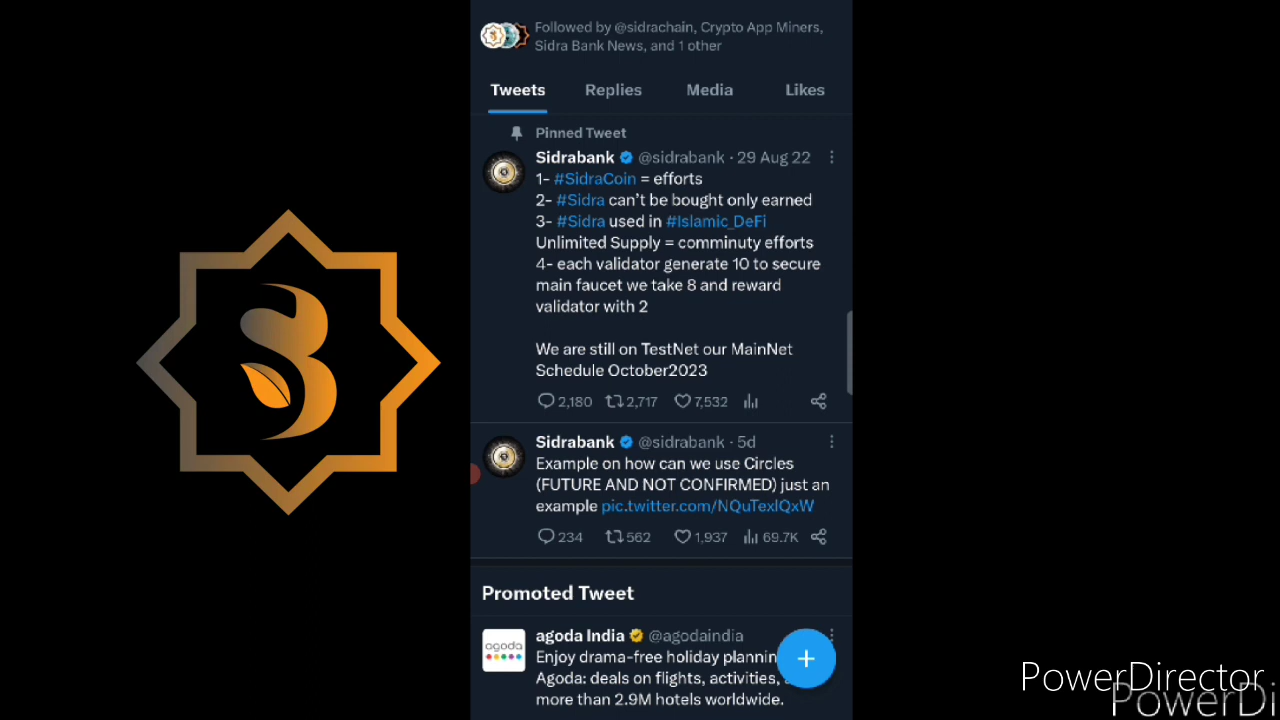 Followed by @sidrachain, Crypto App Miners,
Sidra Bank News, and 1 other
Tweets Replies Media Likes
Pinned Tweet
Sidrabank @sidrabank · 29 Aug 22
1- #SidraCoin = efforts
2- #Sidra can't be bought only earned
3- #Sidra used in #Islamic_DeFi
Unlimited Supply = comminuty efforts
4- each validator generate 10 to secure
main faucet we take 8 and reward
validator with 2
We are still on TestNet our MainNet
Schedule October2023
2,180 2,717 7,532
Sidrabank @sidrabank · 5d
Example on how can we use Circles
(FUTURE AND NOT CONFIRMED) just an
example pic.twitter.com/NQuTexIQxW
234 562 1,937 69.7K
Promoted Tweet
agoda
agoda India @agodaindia
Enjoy drama-free holiday plannin
Agoda: deals on flights, activities,
more than 2.9M hotels worldwide.
PowerDirector
PowerDi